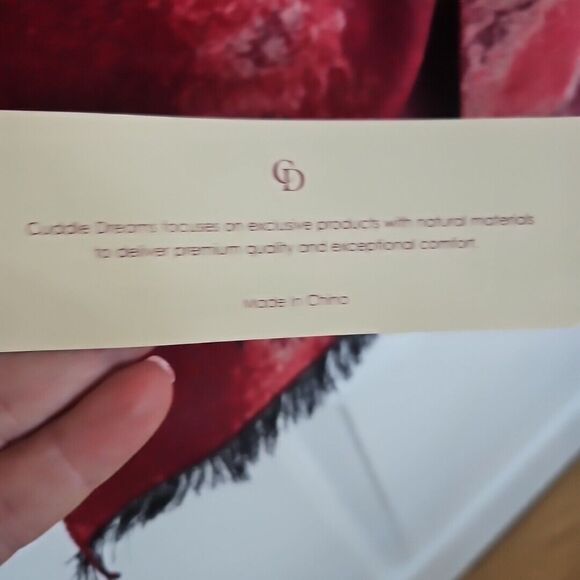 CD
Cuddle Dreams focuses on exclusive products with natural materials
to deliver premium quality and exceptional comfort
Made in China